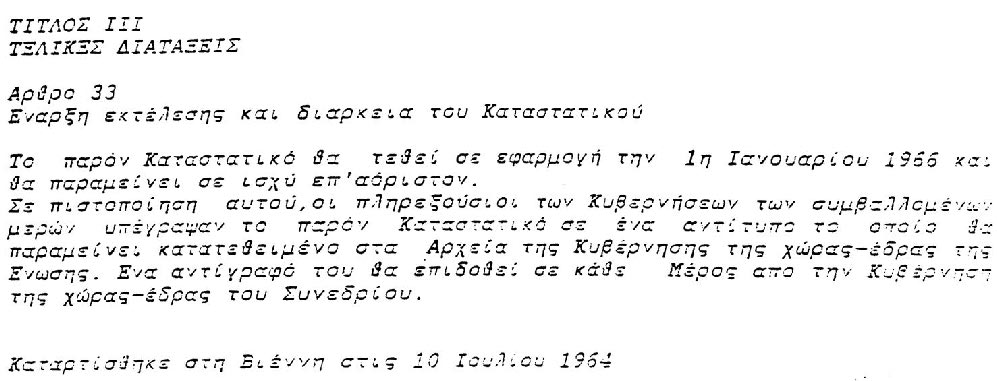 ΤΙΤΛΟΣ ΙΙΙ
ΤΕΛΙΚΕΣ ΔΙΑΤΑΞΕΙΣ
Αρθρο 33
Εναρξη εκτέλεσης και διαρκεια του Καταστατικού
Το παρόν Καταστατικό θα τεθεί σε εφαρμογή την 1η Ιανουαρίου 1966 και
θα παραμείνει σε ισχύ επ'αόριστον.
Σε πιστοποίηση αυτού,οι πληρεξούσιοι των Κυβερνήσεων των συμβαλλομένων
μερών υπέγραψαν το παρόν Καταστατικό σε ένα αντίτυπο το οποίο θα
παραμείνει κατατεθειμένο στα Αρχεία της Κυβέρνησης της χώρας-έδρας της
Ενωσης. Ενα αντίγραφό του θα επιδοθεί σε κάθε Μέρος απο την Κυβέρνηση
της χώρας-έδρας του Συνεδρίου.
Καταρτίσθηκε στη Βιέννη στις 10 Ιουλίου 1964